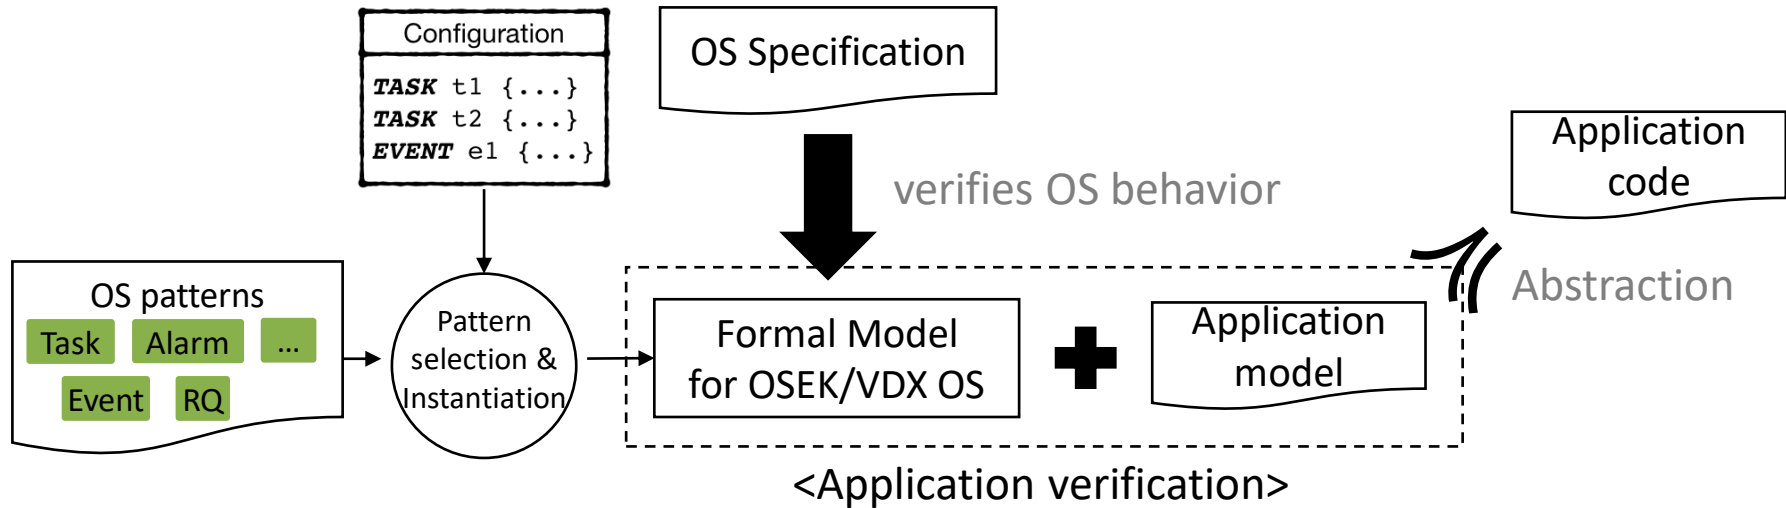 Configuration
TASK t1 {...}
TASK t2 {...}
EVENT e1 {...}
OS Specification
Application
code
verifies OS behavior
Abstraction
OS patterns
Task Alarm ...
Event RQ
Pattern
selection &
Instantiation
Formal Model
for OSEK/VDX OS
Application
model
<Application verification>